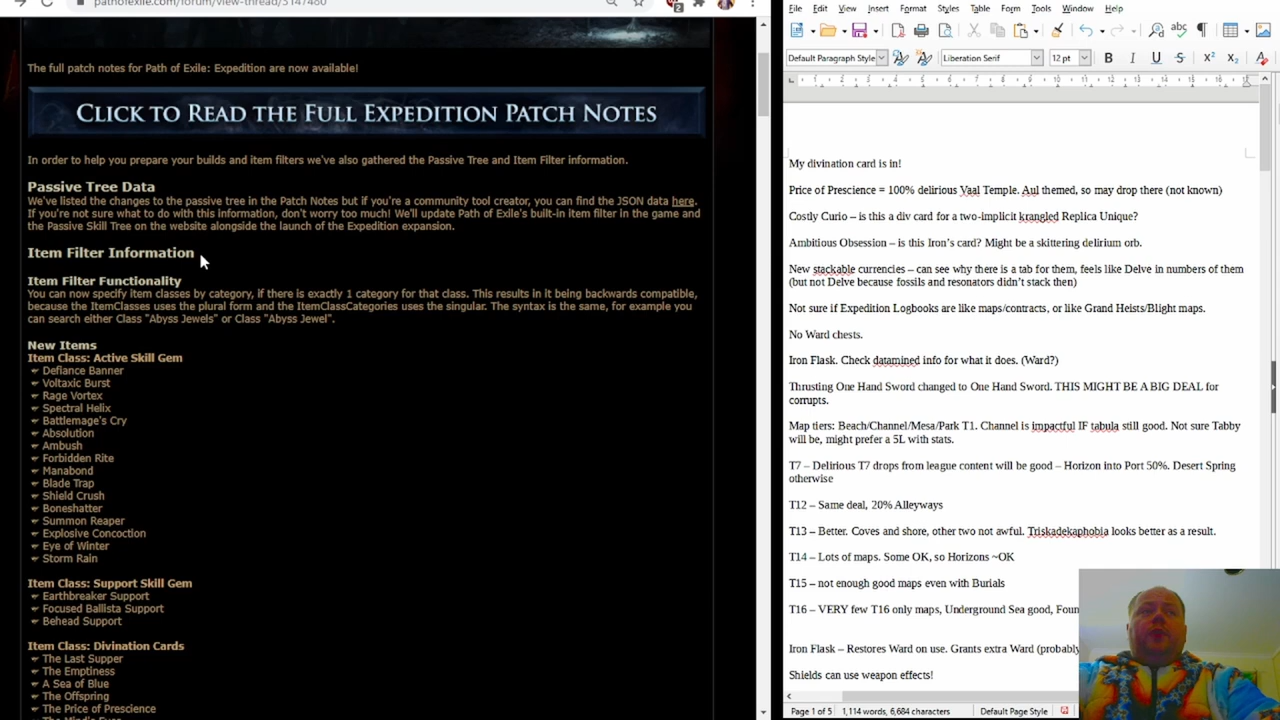 pathofexile.com/forum/view-thread/3147480
2
The full patch notes for Path of Exile: Expedition are now available!
CLICK TO READ THE FULL EXPEDITION PATCH NOTES
In order to help you prepare your builds and item filters we've also gathered the Passive Tree and Item Filter information.
Passive Tree Data
We've listed the changes to the passive tree in the Patch Notes but if you're a community tool creator, you can find the JSON data here.
If you're not sure what to do with this information, don't worry too much! We'll update Path of Exile's built-in item filter in the game and
the Passive Skill Tree on the website alongside the launch of the Expedition expansion.
Item Filter Information
Item Filter Functionality
You can now specify item classes by category, if there is exactly 1 category for that class. This results in it being backwards compatible,
because the ItemClasses uses the plural form and the ItemClassCategories uses the singular. The syntax is the same, for example you
can search either Class "Abyss Jewels" or Class "Abyss Jewel".
New Items
Item Class: Active Skill Gem
Defiance Banner
Voltaxic Burst
Rage Vortex
Spectral Helix
Battlemage's Cry
Absolution
Ambush
Forbidden Rite
Manabond
Blade Trap
Shield Crush
Boneshatter
Summon Reaper
Explosive Concoction
Eye of Winter
Storm Rain
Item Class: Support Skill Gem
Earthbreaker Support
Focused Ballista Support
Behead Support
Item Class: Divination Cards
The Last Supper
The Emptiness
A Sea of Blue
The Offspring
The Price of Prescience
File Edit View Insert Format Styles Table Form Tools Window Help
Default Paragraph Style Liberation Serif 12 pt B I U S X² X₂ A
My divination card is in!
Price of Prescience = 100% delirious Vaal Temple. Aul themed, so may drop there (not known)
Costly Curio – is this a div card for a two-implicit krangled Replica Unique?
Ambitious Obsession – is this Iron's card? Might be a skittering delirium orb.
New stackable currencies – can see why there is a tab for them, feels like Delve in numbers of them
(but not Delve because fossils and resonators didn't stack then)
Not sure if Expedition Logbooks are like maps/contracts, or like Grand Heists/Blight maps.
No Ward chests.
Iron Flask. Check datamined info for what it does. (Ward?)
Thrusting One Hand Sword changed to One Hand Sword. THIS MIGHT BE A BIG DEAL for
corrupts.
Map tiers: Beach/Channel/Mesa/Park T1. Channel is impactful IF tabula still good. Not sure Tabby
will be, might prefer a 5L with stats.
T7 – Delirious T7 drops from league content will be good – Horizon into Port 50%. Desert Spring
otherwise
T12 – Same deal, 20% Alleyways
T13 – Better. Coves and shore, other two not awful. Triskadekaphobia looks better as a result.
T14 – Lots of maps. Some OK, so Horizons ~OK
T15 – not enough good maps even with Burials
T16 – VERY few T16 only maps, Underground Sea good,
Iron Flask – Restores Ward on use. Grants extra Ward (probably
Shields can use weapon effects!
Page 1 of 5 1,114 words, 6,684 characters Default Page Style